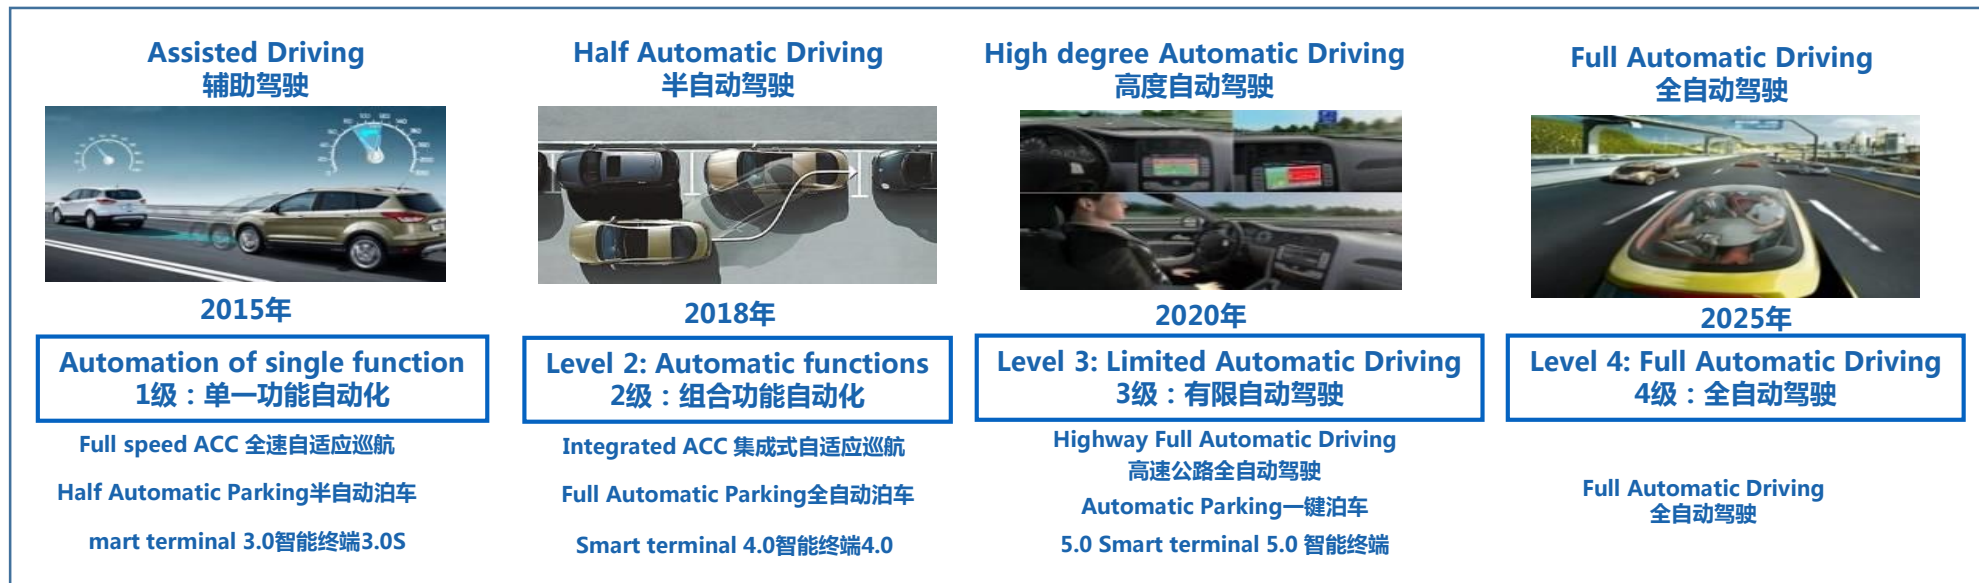 Assisted Driving
辅助驾驶
2015年
Automation of single function
1级：单一功能自动化
Full speed ACC 全速自适应巡航
Half Automatic Parking半自动泊车
mart terminal 3.0智能终端3.0S
Half Automatic Driving
半自动驾驶
2018年
Level 2: Automatic functions
2级：组合功能自动化
Integrated ACC 集成式自适应巡航
Full Automatic Parking全自动泊车
Smart terminal 4.0智能终端4.0
High degree Automatic Driving
高度自动驾驶
2020年
Level 3: Limited Automatic Driving
3级：有限自动驾驶
Highway Full Automatic Driving
高速公路全自动驾驶
Automatic Parking一键泊车
5.0 Smart terminal 5.0 智能终端
Full Automatic Driving
全自动驾驶
2025年
Level 4: Full Automatic Driving
4级：全自动驾驶
Full Automatic Driving
全自动驾驶